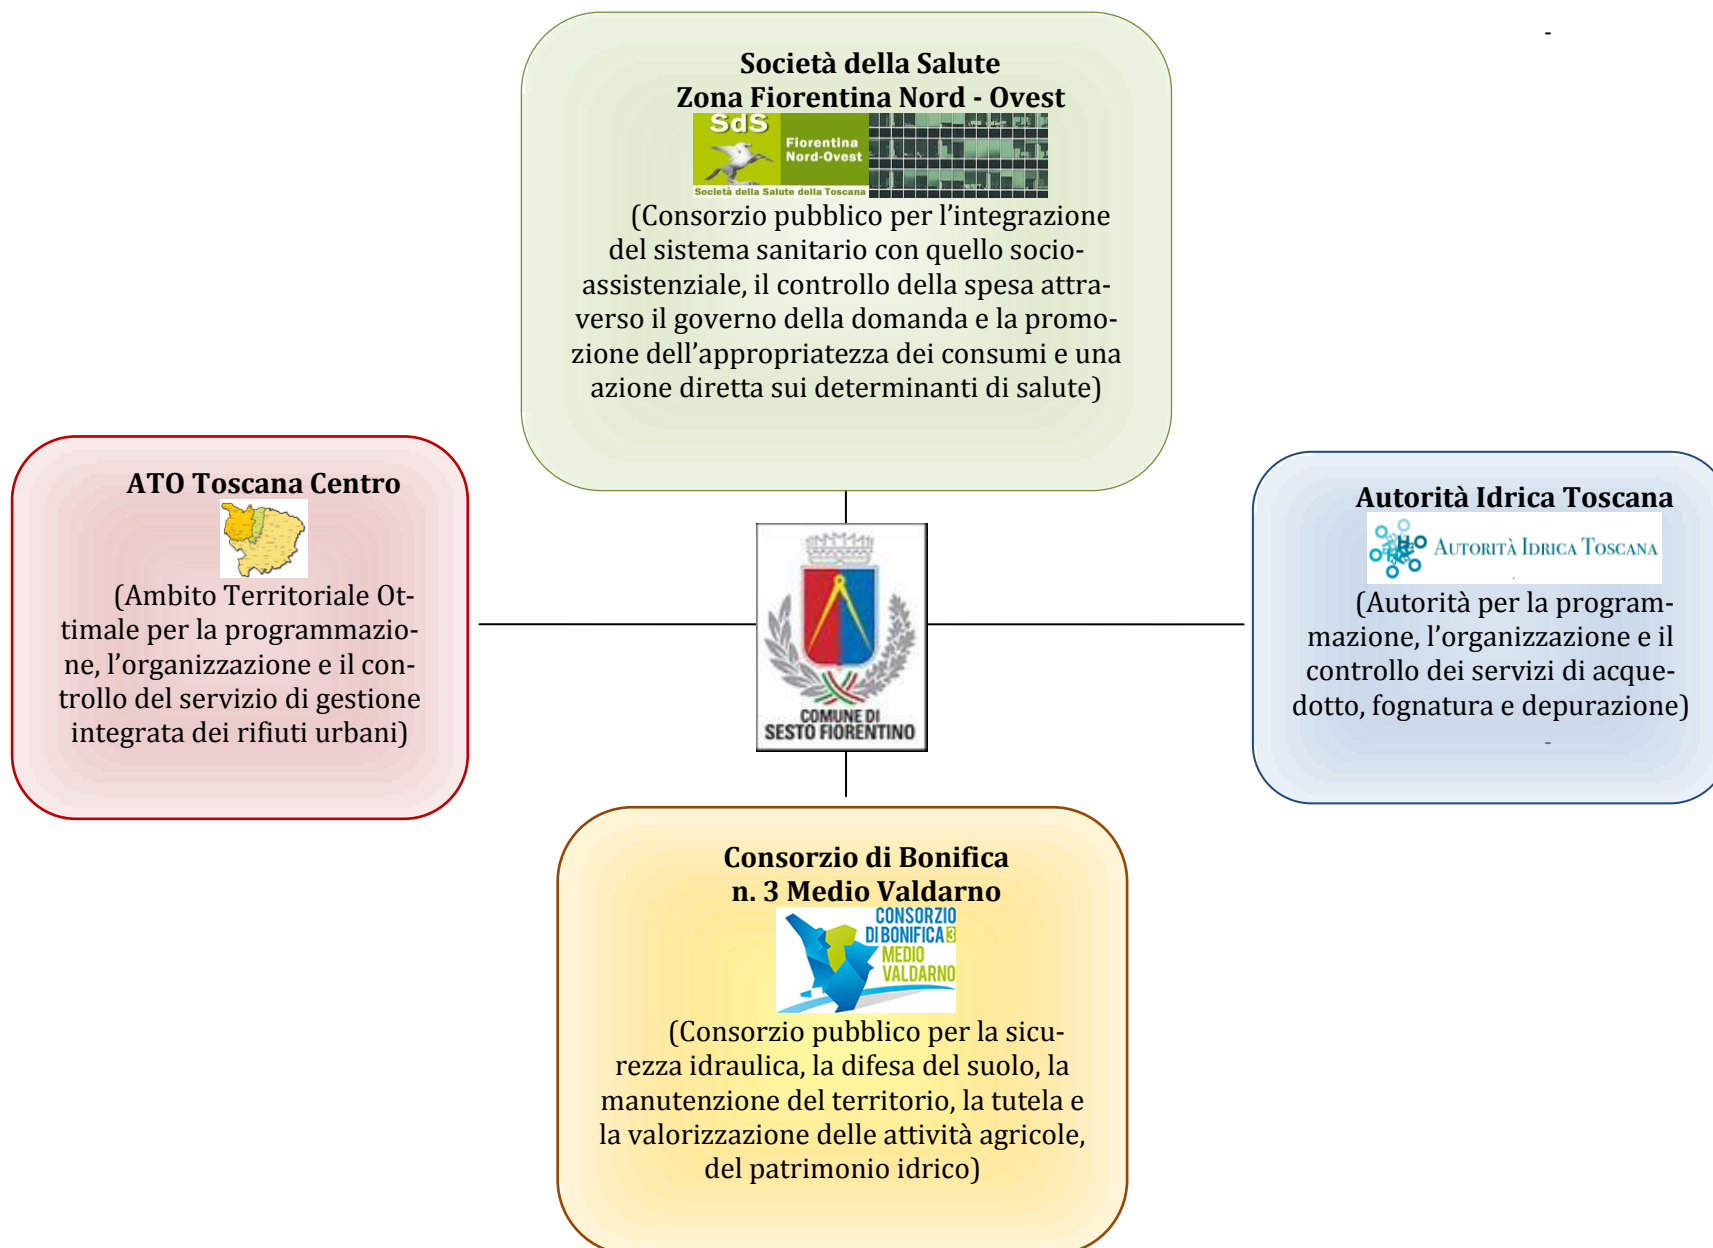 -
Società della Salute
Zona Fiorentina Nord - Ovest
SdS
Fiorentina
Nord-Ovest
Società della Salute della Toscana
(Consorzio pubblico per l’integrazione
del sistema sanitario con quello socio-
assistenziale, il controllo della spesa attra-
verso il governo della domanda e la promo-
zione dell’appropriatezza dei consumi e una
azione diretta sui determinanti di salute)
ATO Toscana Centro
(Ambito Territoriale Ot-
timale per la programmazio-
ne, l’organizzazione e il con-
trollo del servizio di gestione
integrata dei rifiuti urbani)
COMUNE DI
SESTO FIORENTINO
Autorità Idrica Toscana
AUTORITÀ IDRICA TOSCANA
(Autorità per la program-
mazione, l’organizzazione e il
controllo dei servizi di acque-
dotto, fognatura e depurazione)
-
Consorzio di Bonifica
n. 3 Medio Valdarno
CONSORZIO
DI BONIFICA 3
MEDIO
VALDARNO
(Consorzio pubblico per la sicu-
rezza idraulica, la difesa del suolo, la
manutenzione del territorio, la tutela e
la valorizzazione delle attività agricole,
del patrimonio idrico)